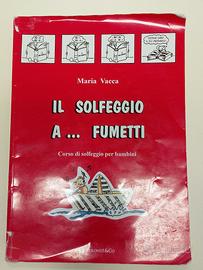 Maria Vacca
IL SOLFEGGIO
A ... FUMETTI
Corso di solfeggio per bambini